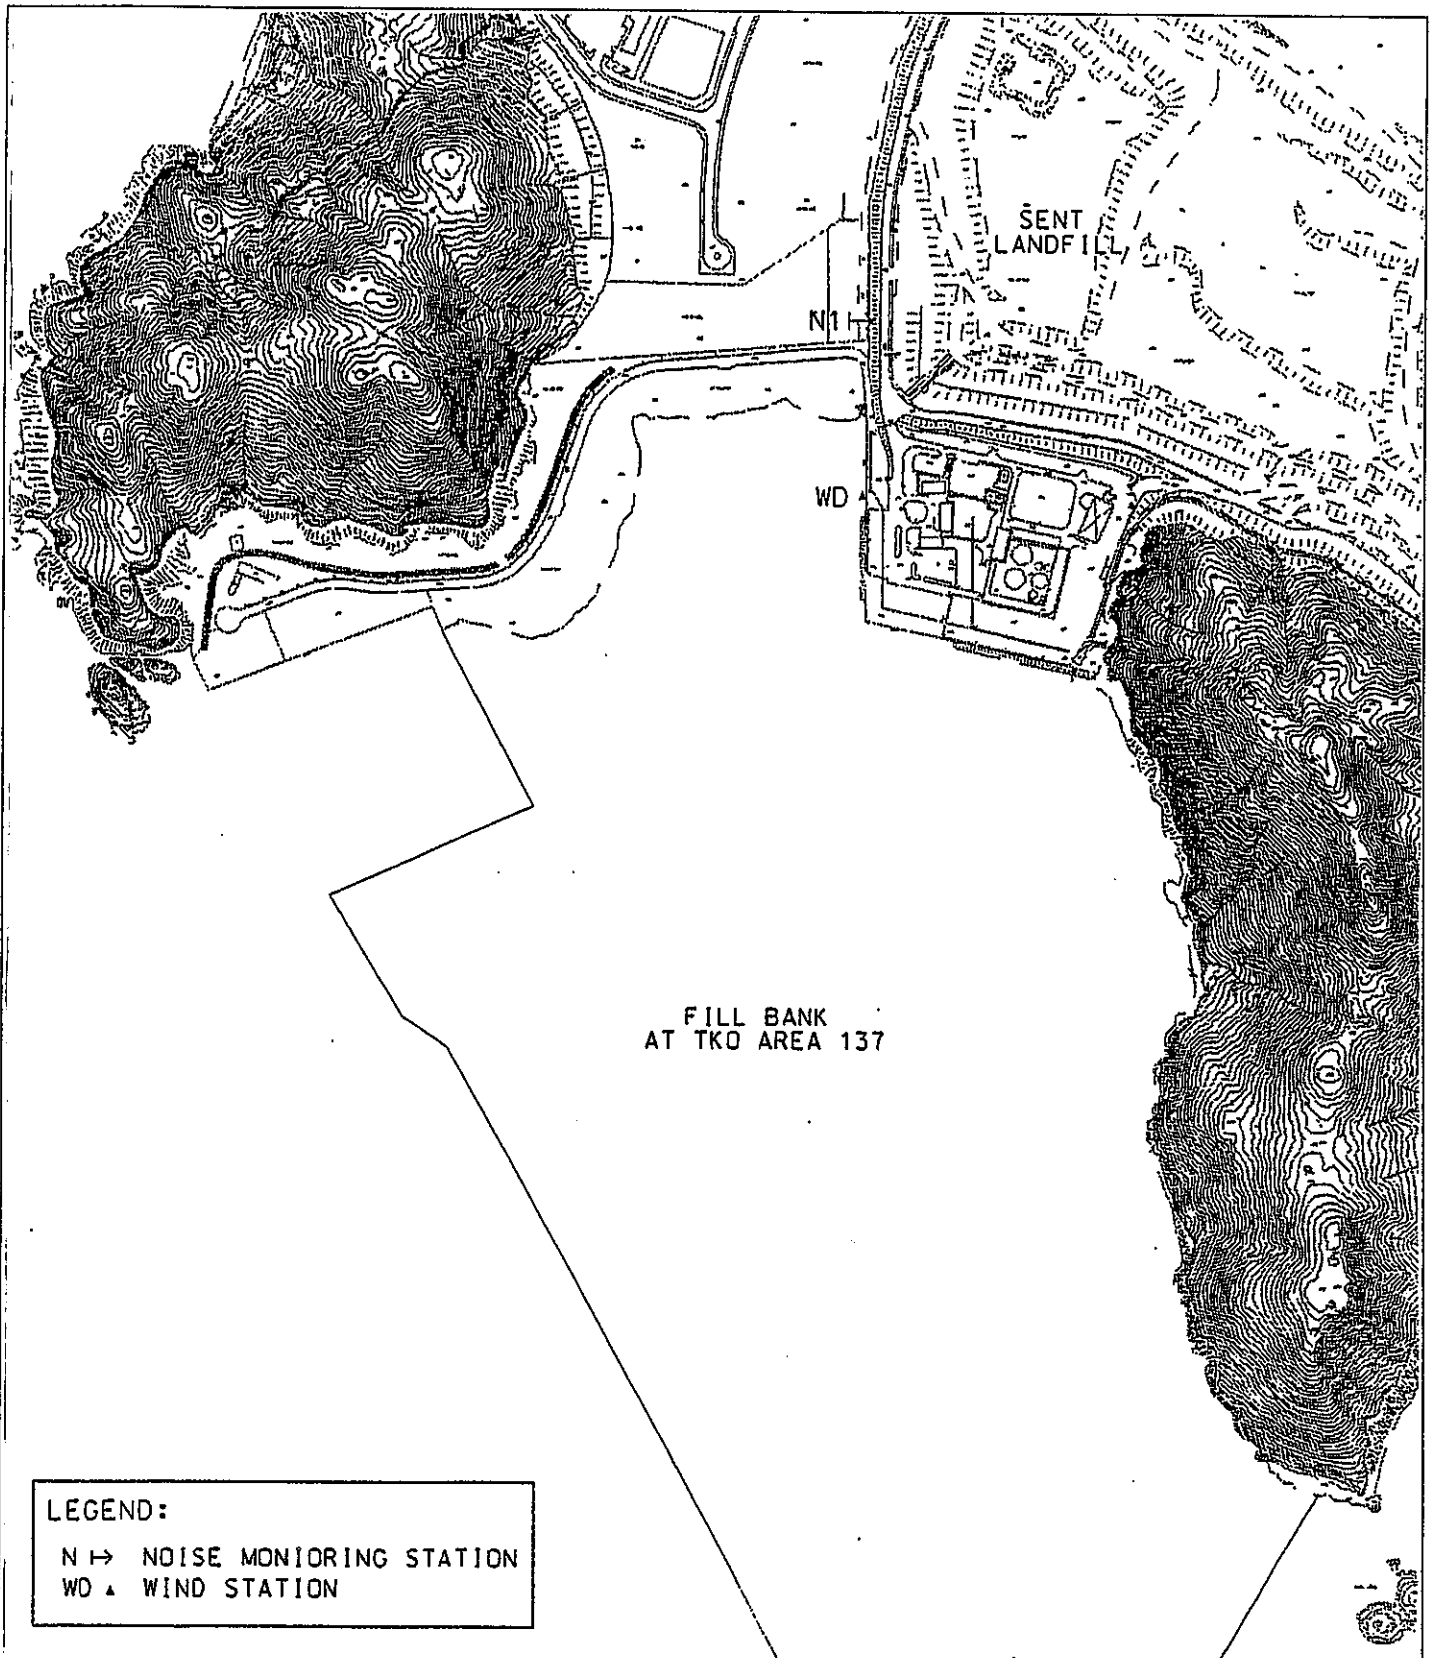 SENT
LANDFILL
N1
WD
FILL BANK
AT TKO AREA 137
LEGEND:
N ↦ NOISE MONIORING STATION
WD ▲ WIND STATION